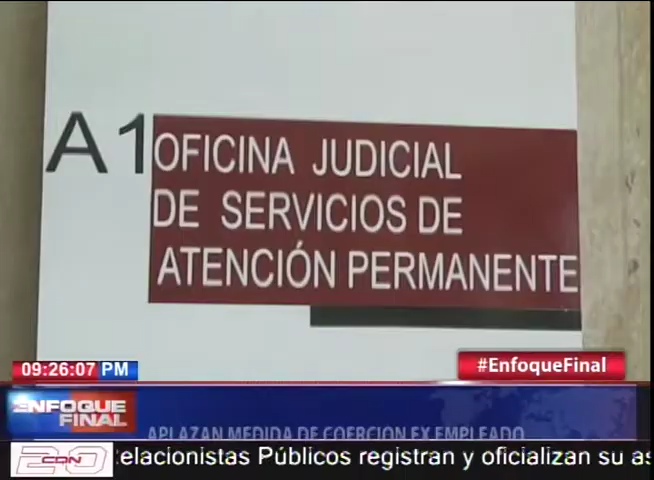 A1
OFICINA JUDICIAL
DE SERVICIOS DE
ATENCIÓN PERMANENTE
09:26:07 PM
#EnfoqueFinal
ENFOQUE
FINAL
APLAZAN MEDIDA DE COERCION EX EMPLEADO
CDN
elacionistas Públicos registran y oficializan su as